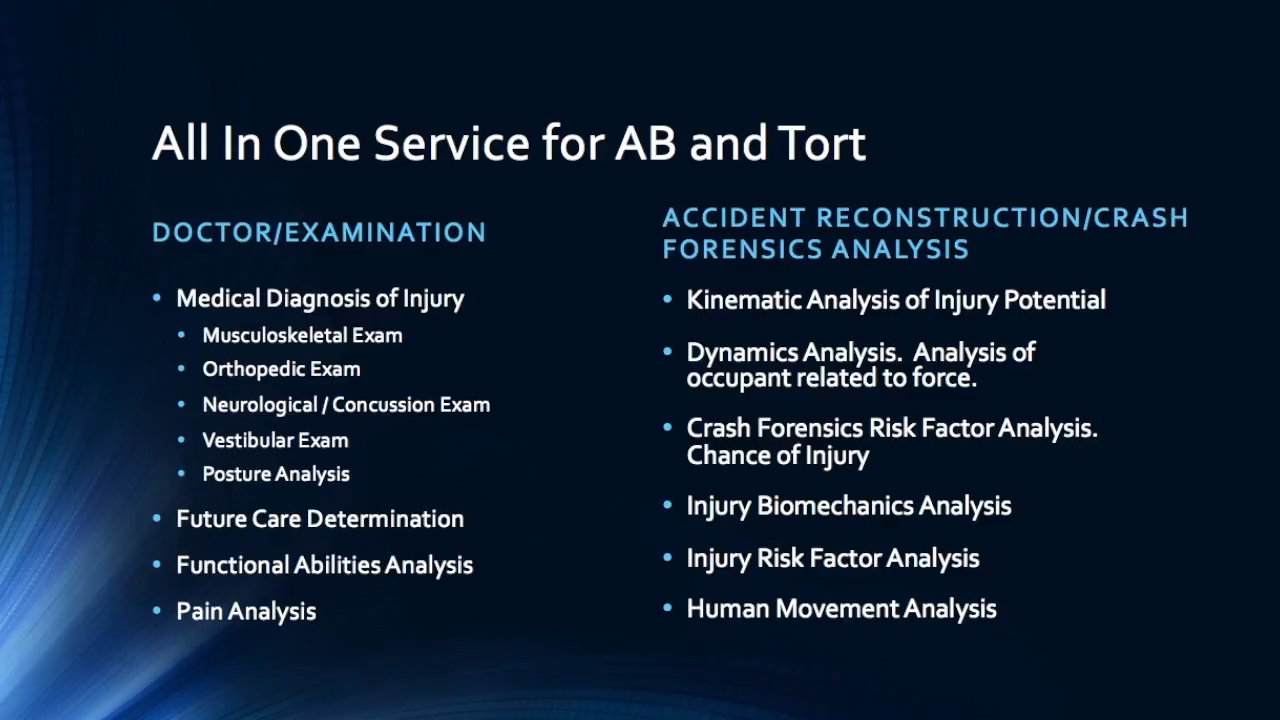 All In One Service for AB and Tort
DOCTOR/EXAMINATION
• Medical Diagnosis of Injury
• Musculoskeletal Exam
• Orthopedic Exam
• Neurological / Concussion Exam
• Vestibular Exam
• Posture Analysis
• Future Care Determination
• Functional Abilities Analysis
• Pain Analysis
ACCIDENT RECONSTRUCTION/CRASH
FORENSICS ANALYSIS
• Kinematic Analysis of Injury Potential
• Dynamics Analysis.  Analysis of
occupant related to force.
• Crash Forensics Risk Factor Analysis.
Chance of Injury
• Injury Biomechanics Analysis
• Injury Risk Factor Analysis
• Human Movement Analysis